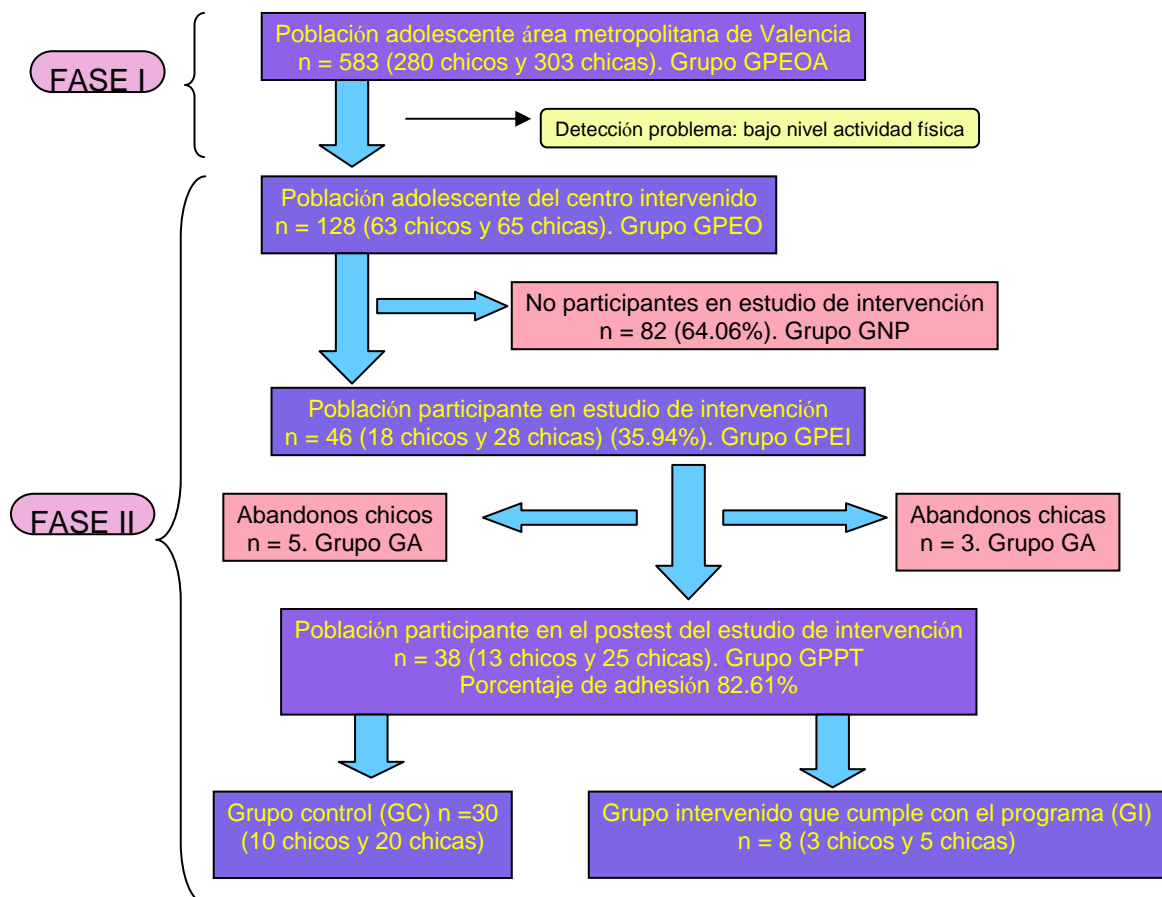 FASE I
Población adolescente área metropolitana de Valencia
n = 583 (280 chicos y 303 chicas). Grupo GPEOA
Detección problema: bajo nivel actividad física
Población adolescente del centro intervenido
n = 128 (63 chicos y 65 chicas). Grupo GPEO
No participantes en estudio de intervención
n = 82 (64.06%). Grupo GNP
Población participante en estudio de intervención
n = 46 (18 chicos y 28 chicas) (35.94%). Grupo GPEI
FASE II
Abandonos chicos
n = 5. Grupo GA
Abandonos chicas
n = 3. Grupo GA
Población participante en el postest del estudio de intervención
n = 38 (13 chicos y 25 chicas). Grupo GPPT
Porcentaje de adhesión 82.61%
Grupo control (GC) n =30
(10 chicos y 20 chicas)
Grupo intervenido que cumple con el programa (GI)
n = 8 (3 chicos y 5 chicas)